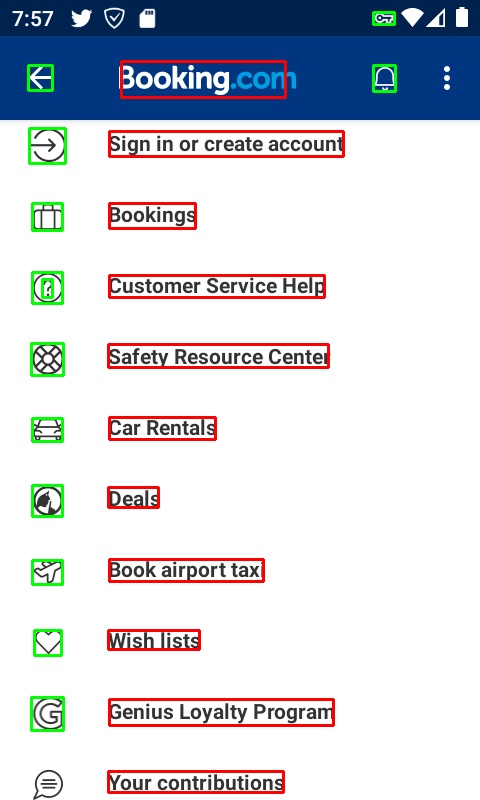 7:57
Booking.com
Sign in or create account
Bookings
Customer Service Help
Safety Resource Center
Car Rentals
Deals
Book airport taxi
Wish lists
Genius Loyalty Program
Your contributions